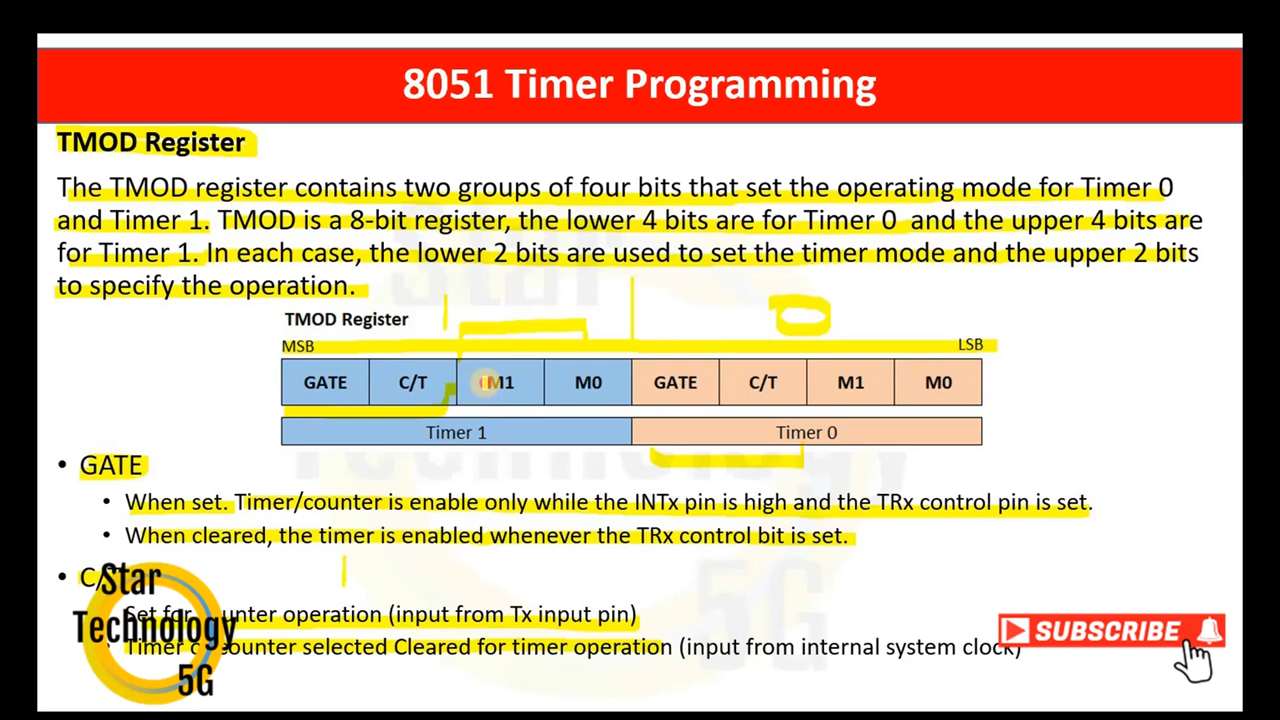 8051 Timer Programming
TMOD Register
The TMOD register contains two groups of four bits that set the operating mode for Timer 0
and Timer 1. TMOD is a 8-bit register, the lower 4 bits are for Timer 0 and the upper 4 bits are
for Timer 1. In each case, the lower 2 bits are used to set the timer mode and the upper 2 bits
to specify the operation.
TMOD Register
MSB LSB
GATE C/T M1 M0 GATE C/T M1 M0
Timer 1 Timer 0
• GATE
• When set. Timer/counter is enable only while the INTx pin is high and the TRx control pin is set.
• When cleared, the timer is enabled whenever the TRx control bit is set.
• C/
Set for unter operation (input from Tx input pin)
Timer ounter selected Cleared for timer operation (input from internal system clock)
Star
Technology
5G
SUBSCRIBE
Star
Technology
5G